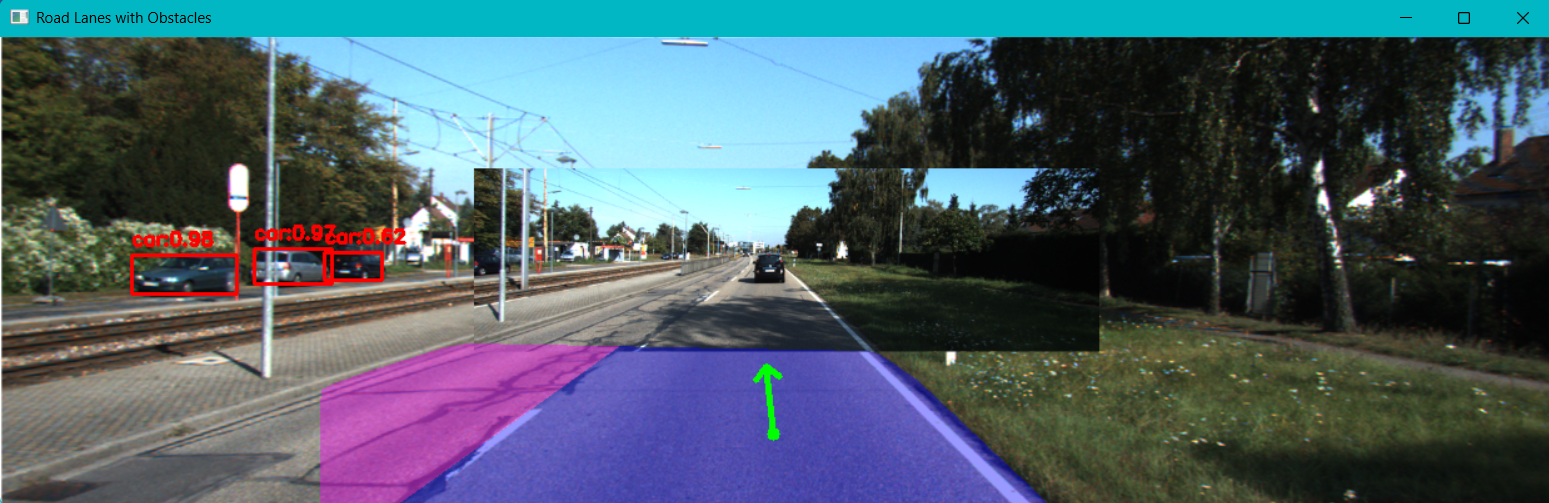 Road Lanes with Obstacles
car:0.98
car:0.97
car:0.62